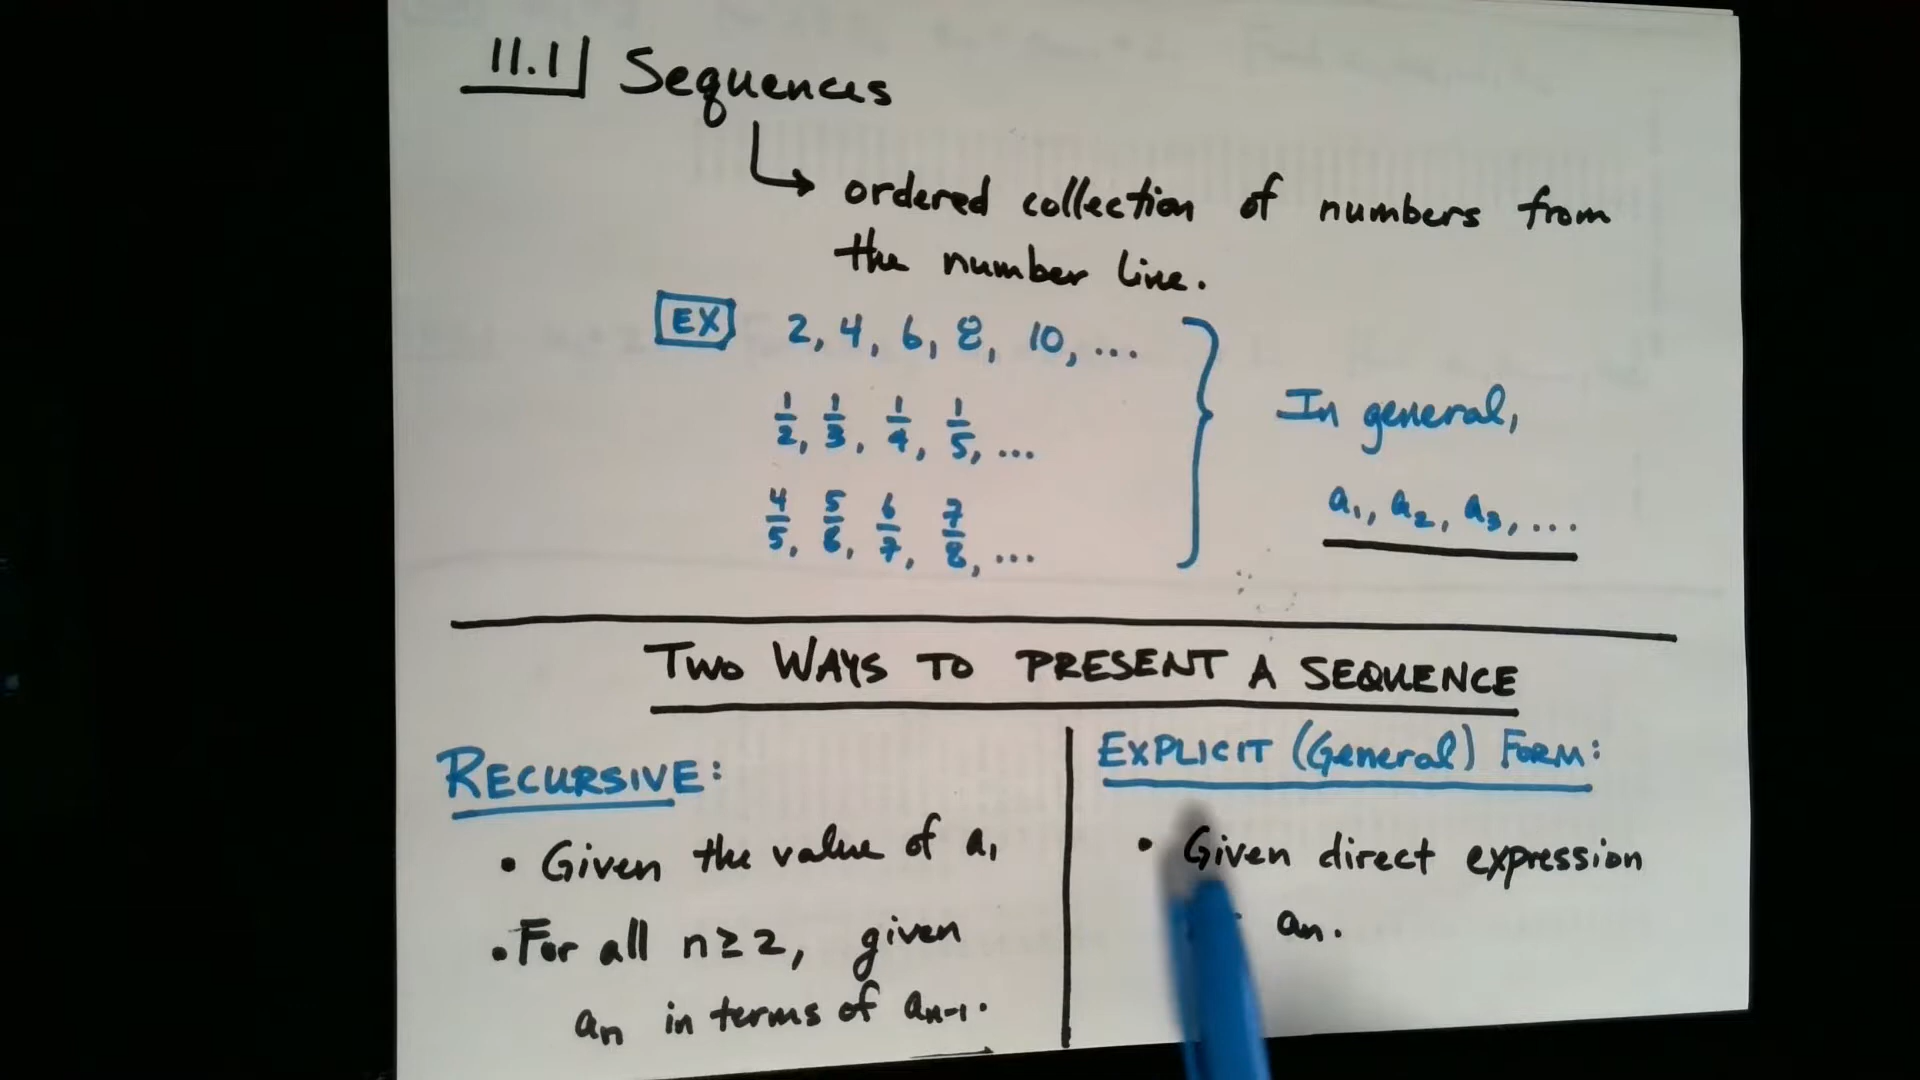 11.1 Sequences
→ ordered collection of numbers from
the number line.
EX 2, 4, 6, 8, 10, ...
1/2, 1/3, 1/4, 1/5, ...
In general,
a₁, a₂, a₃, ...
4/5, 5/6, 6/7, 7/8, ...
TWO WAYS TO PRESENT A SEQUENCE
RECURSIVE:
• Given the value of a₁
• For all n≥2, given
aₙ in terms of aₙ₋₁.
EXPLICIT (General) FORM:
• Given direct expression
aₙ.